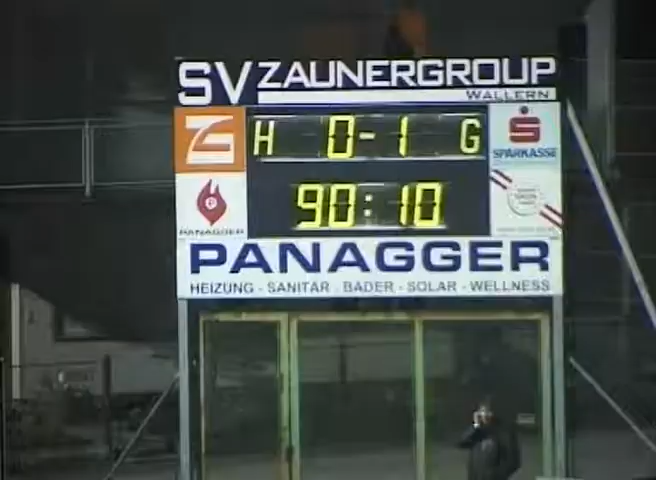 SV ZAUNERGROUP
WALLERN
H 0-1 G
SPARKASSE
90:10
PANAGGER
PANAGGER
HEIZUNG - SANITÄR - BÄDER - SOLAR - WELLNESS